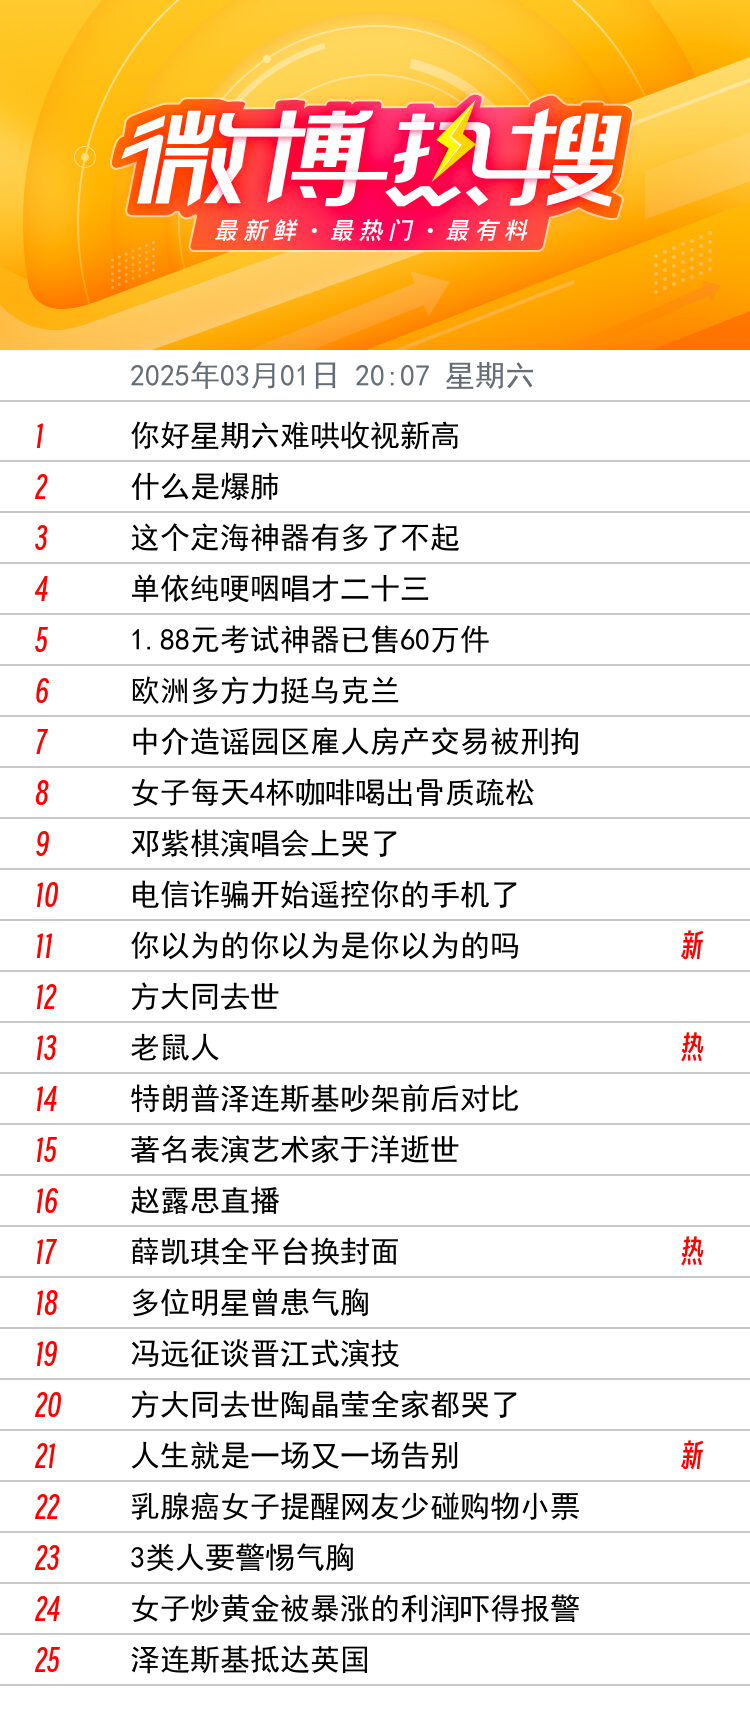 微博热搜
最新鲜·最热门·最有料
2025年03月01日 20:07 星期六
1 你好星期六难哄收视新高
2 什么是爆肺
3 这个定海神器有多了不起
4 单依纯哽咽唱才二十三
5 1.88元考试神器已售60万件
6 欧洲多方力挺乌克兰
7 中介造谣园区雇人房产交易被刑拘
8 女子每天4杯咖啡喝出骨质疏松
9 邓紫棋演唱会上哭了
10 电信诈骗开始遥控你的手机了
11 你以为的你以为是你以为的吗 新
12 方大同去世
13 老鼠人 热
14 特朗普泽连斯基吵架前后对比
15 著名表演艺术家于洋逝世
16 赵露思直播
17 薛凯琪全平台换封面 热
18 多位明星曾患气胸
19 冯远征谈晋江式演技
20 方大同去世陶晶莹全家都哭了
21 人生就是一场又一场告别 新
22 乳腺癌女子提醒网友少碰购物小票
23 3类人要警惕气胸
24 女子炒黄金被暴涨的利润吓得报警
25 泽连斯基抵达英国